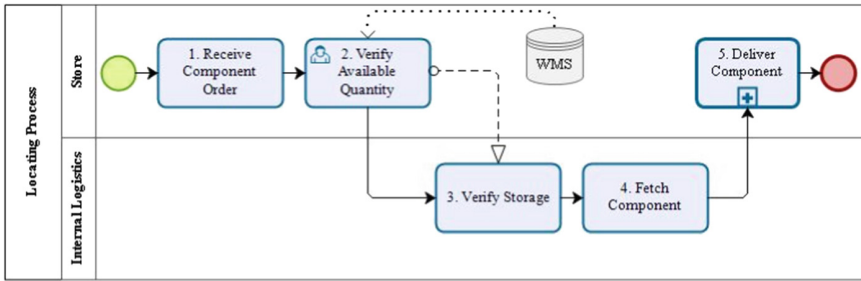 Locating Process
Store
Internal Logistics
1. Receive
Component
Order
2. Verify
Available
Quantity
WMS
5. Deliver
Component
3. Verify Storage
4. Fetch
Component